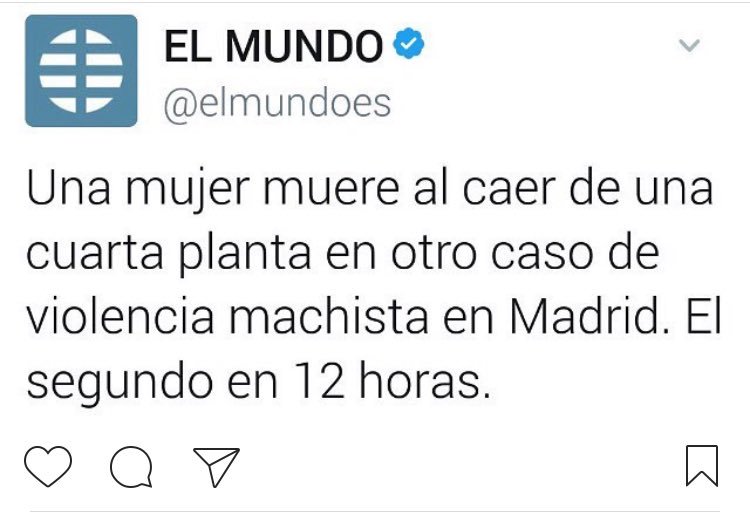 EL MUNDO
@elmundoes
Una mujer muere al caer de una
cuarta planta en otro caso de
violencia machista en Madrid. El
segundo en 12 horas.